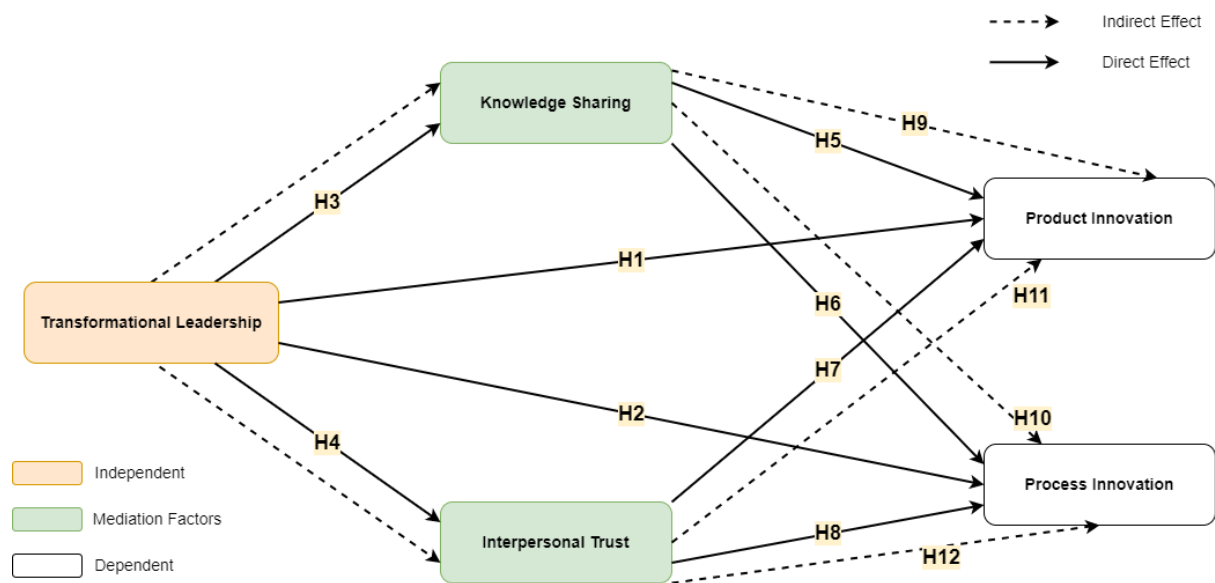 Indirect Effect
Direct Effect
Knowledge Sharing
H9
H5
Product Innovation
H3
H1
H11
Transformational Leadership
H6
H7
H2
H10
H4
Independent
Process Innovation
Mediation Factors
Interpersonal Trust
H8
H12
Dependent